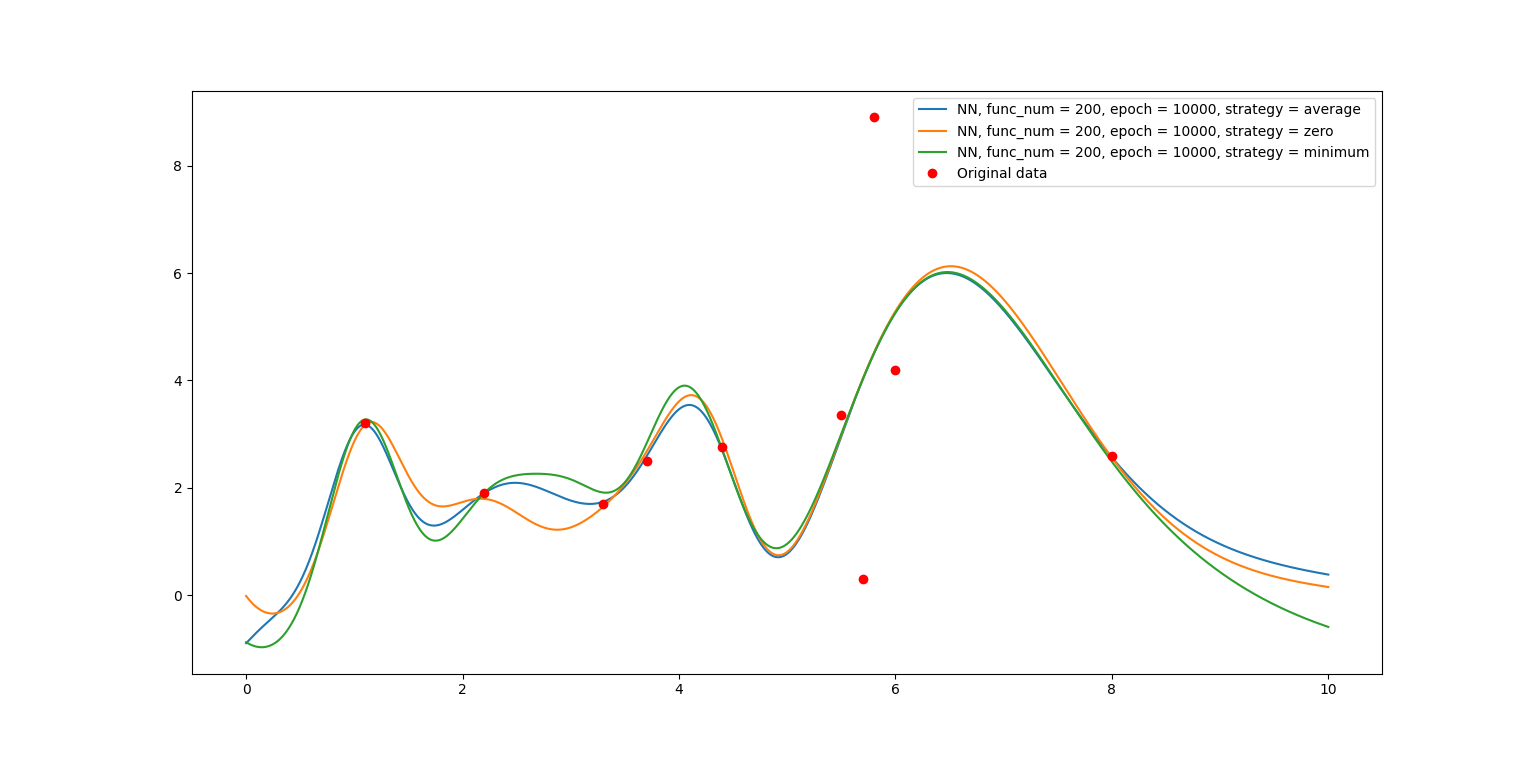 NN, func_num = 200, epoch = 10000, strategy = average
NN, func_num = 200, epoch = 10000, strategy = zero
NN, func_num = 200, epoch = 10000, strategy = minimum
Original data
8
6
4
2
0
0 2 4 6 8 10